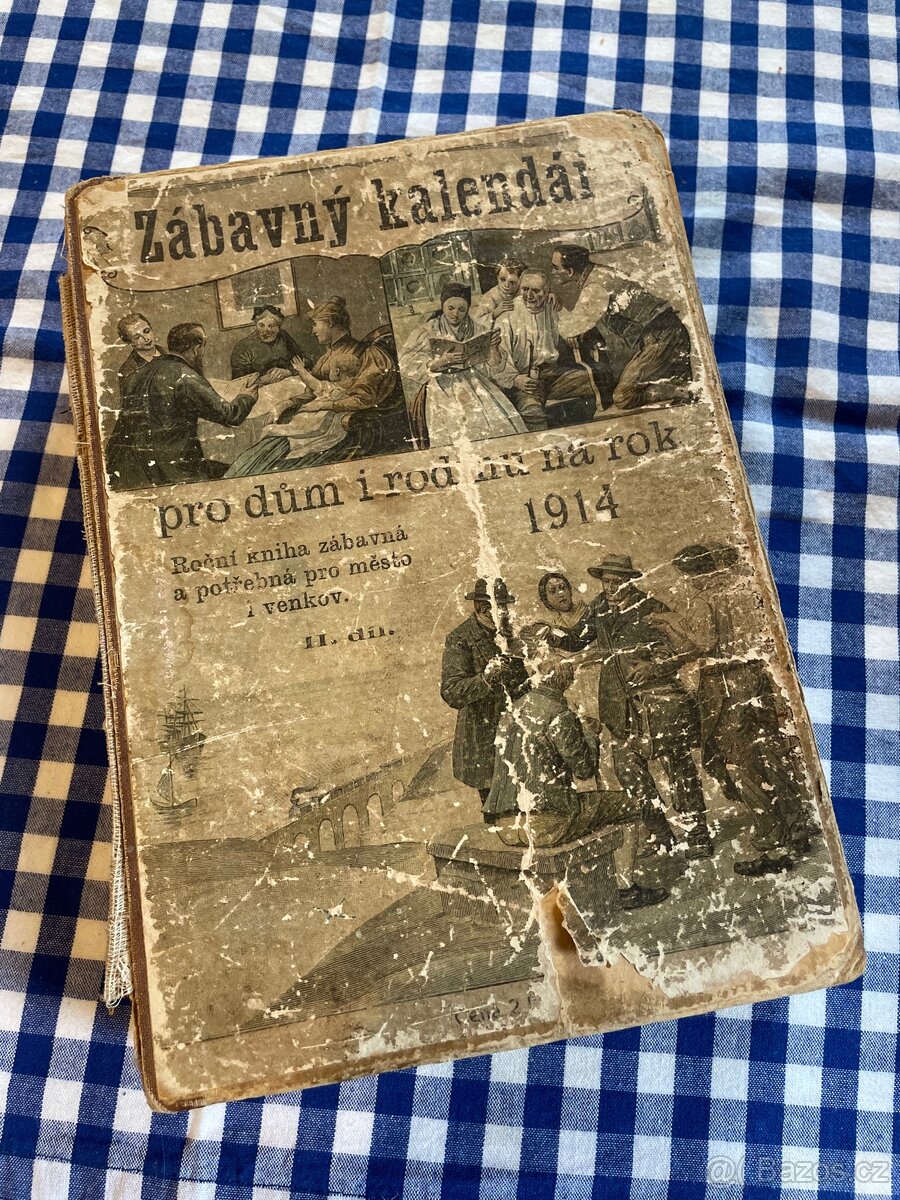 Zábavný kalendář
pro dům i rodinu na rok
1914
Roční kniha zábavná
a potřebná pro město
i venkov.
II. díl.
Cena 2
@( Bazos.cz